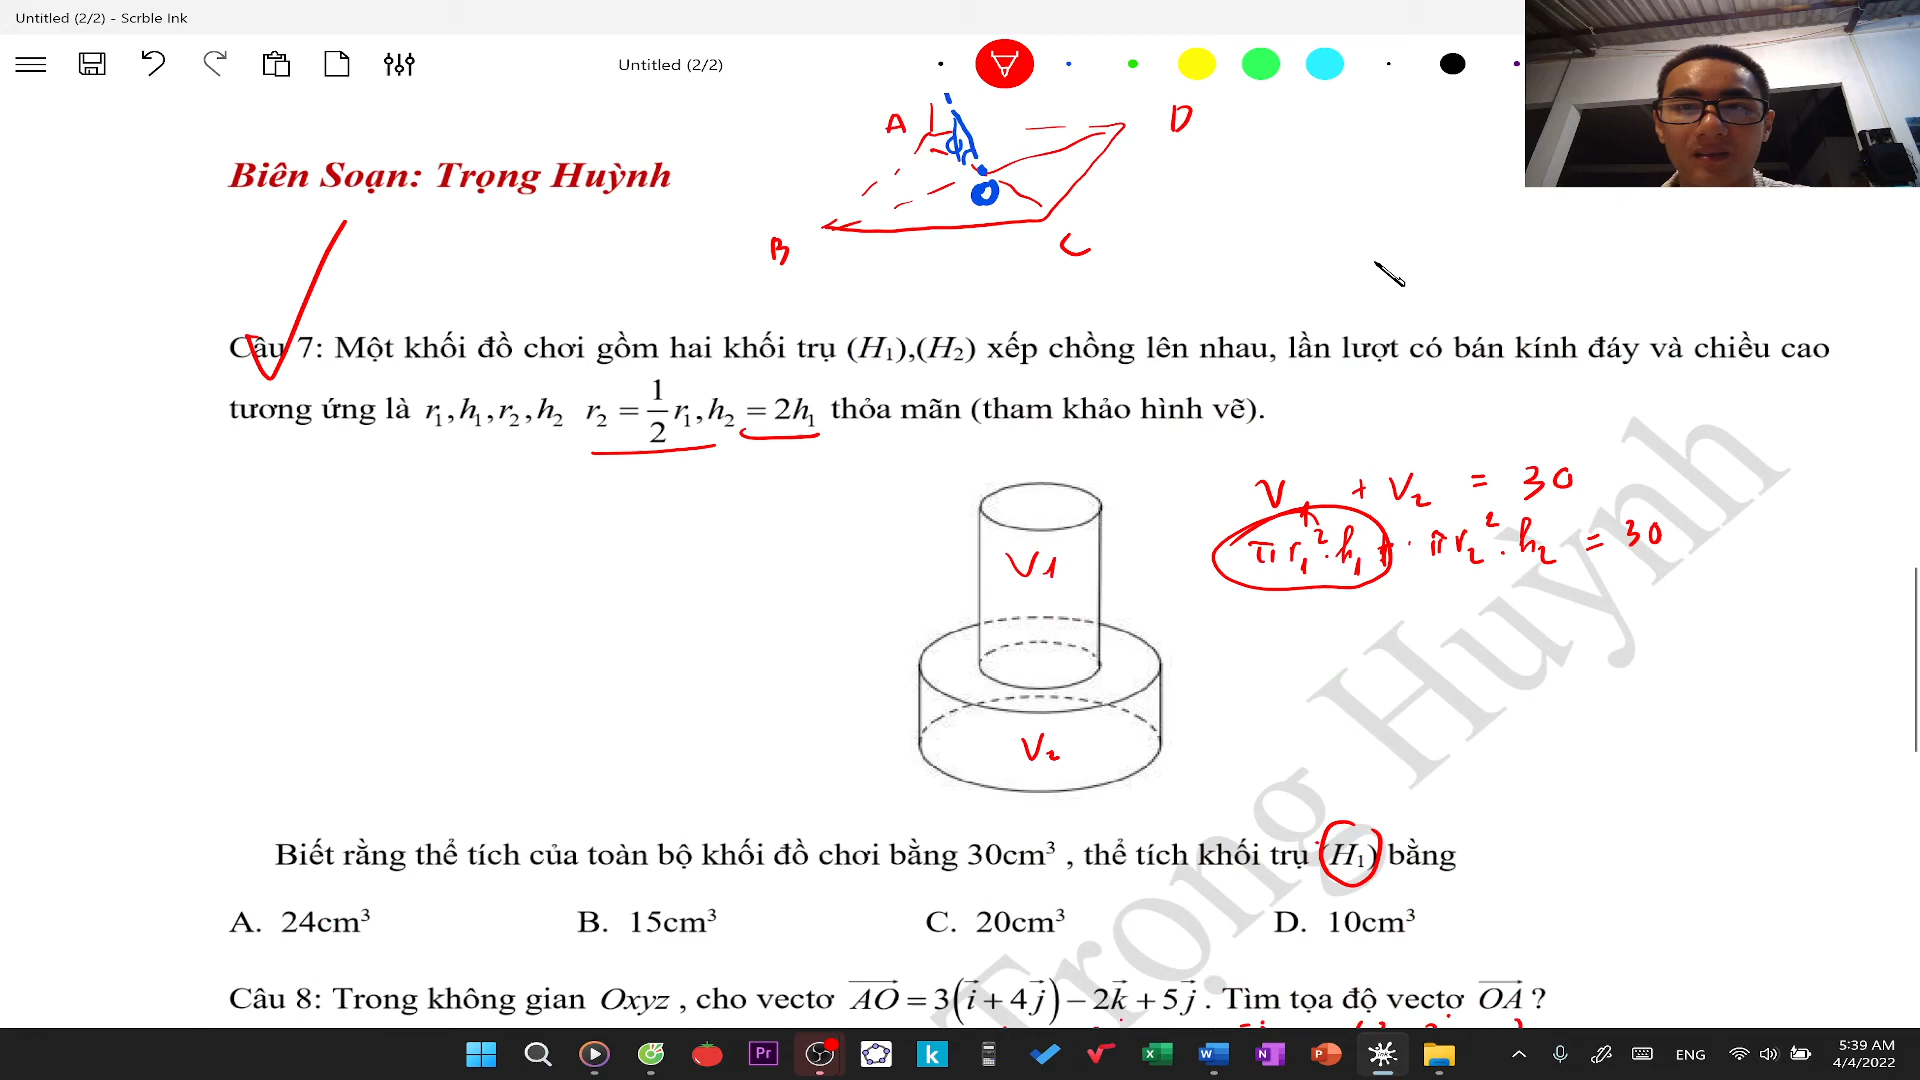 Untitled (2/2) - Scrble Ink
Untitled (2/2)
A
D
O
B
C
Biên Soạn: Trọng Huỳnh
Câu 7: Một khối đồ chơi gồm hai khối trụ (H₁),(H₂) xếp chồng lên nhau, lần lượt có bán kính đáy và chiều cao
tương ứng là r₁,h₁,r₂,h₂ r₂ = 1/2 r₁,h₂ = 2h₁ thỏa mãn (tham khảo hình vẽ).
V₁ + V₂ = 30
πr₁².h₁ + πr₂².h₂ = 30
V1
V₂
Biết rằng thể tích của toàn bộ khối đồ chơi bằng 30cm³ , thể tích khối trụ (H₁) bằng
A. 24cm³ B. 15cm³ C. 20cm³ D. 10cm³
Câu 8: Trong không gian Oxyz , cho vectơ AO⃗ = 3(i⃗ + 4j⃗) − 2k⃗ + 5j⃗ . Tìm tọa độ vectơ OA⃗ ?
Trọng Huỳnh
Pr
k
ENG
5:39 AM
4/4/2022